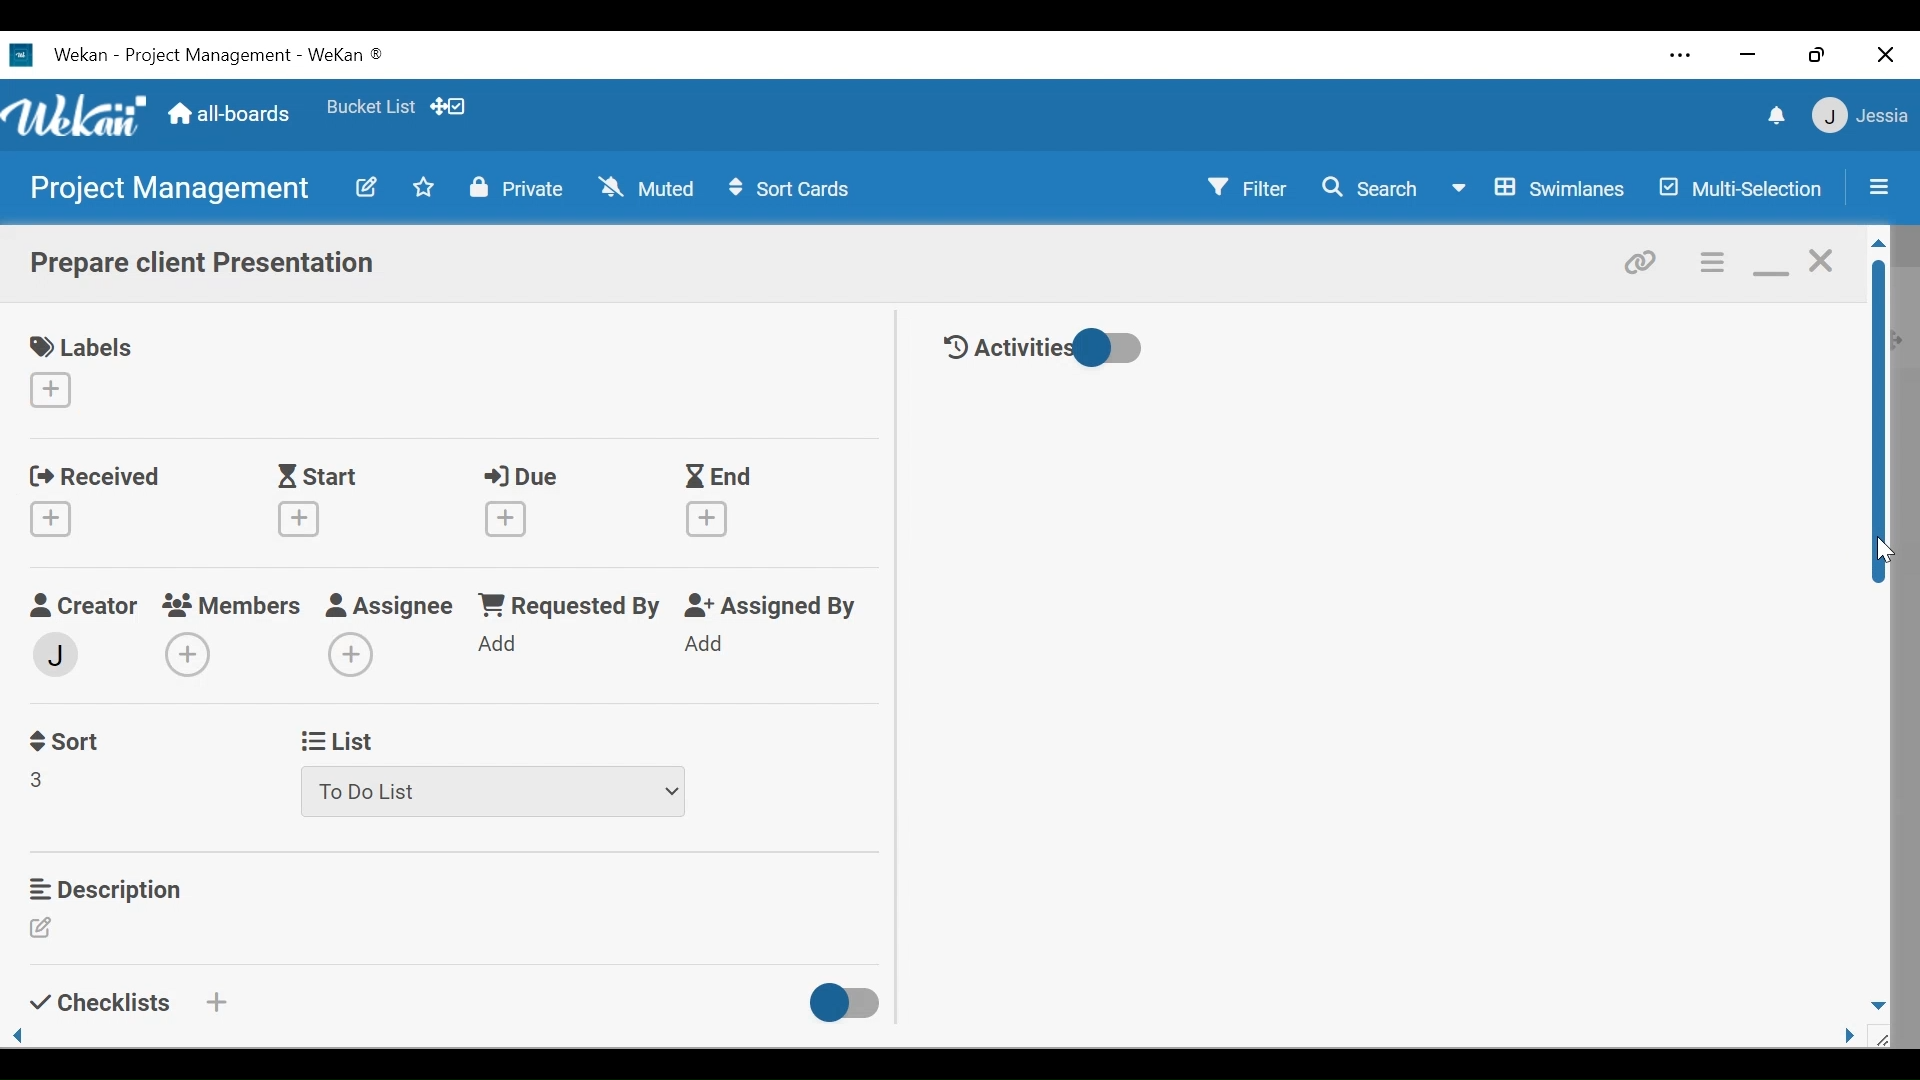 Wekan - Project Management - WeKan ®
Wekan all-boards Bucket List J Jessia
Project Management Private Muted Sort Cards Filter Search Swimlanes Multi-Selection
Prepare client Presentation
Labels
Activities
Received Start Due End
Creator Members Assignee Requested By Assigned By
J Add Add
Sort List
3 To Do List
Description
Checklists